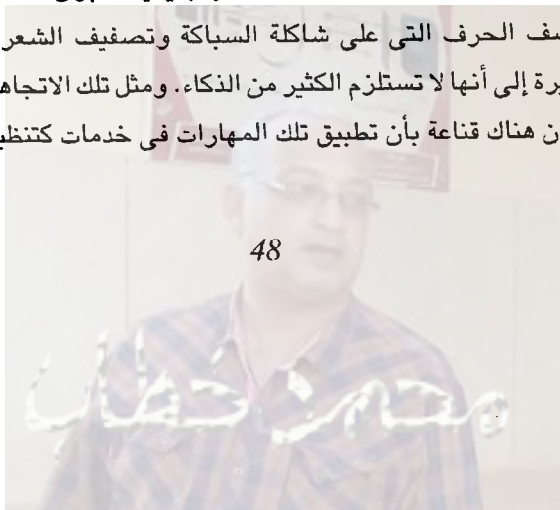 سف الحرف التى على شاكلة السباكة وتصفيف الشعر
يرة إلى أنها لا تستلزم الكثير من الذكاء. ومثل تلك الاتجاه
ن هناك قناعة بأن تطبيق تلك المهارات فى خدمات كتنظي
48
محمد خطاب